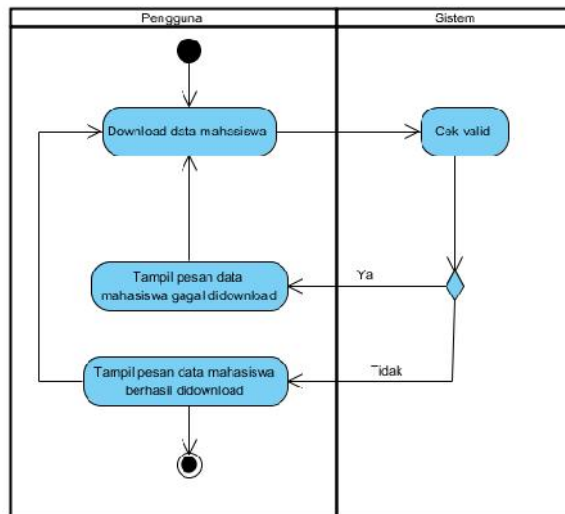 Pengguna
Sistem
Download data mahasiswa
Cek valid
Tampil pesan data
mahasiswa gagal didownload
Ya
Tampil pesan data mahasiswa
berhasil didownload
Tidak